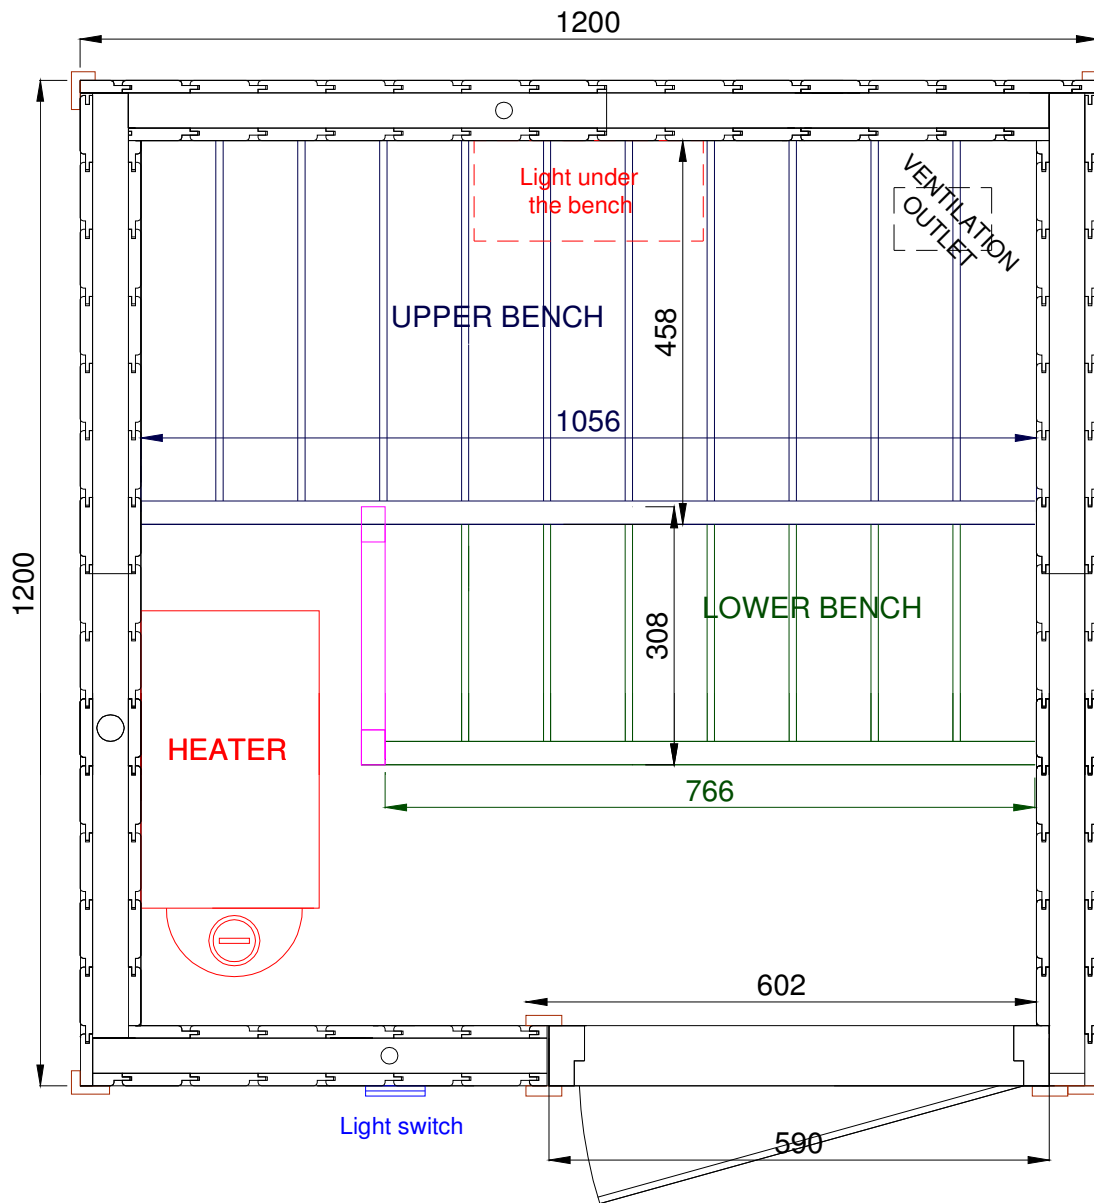 1200
Light under
the bench
VENTILATION
OUTLET
UPPER BENCH
458
1056
1200
LOWER BENCH
308
HEATER
766
602
Light switch
590